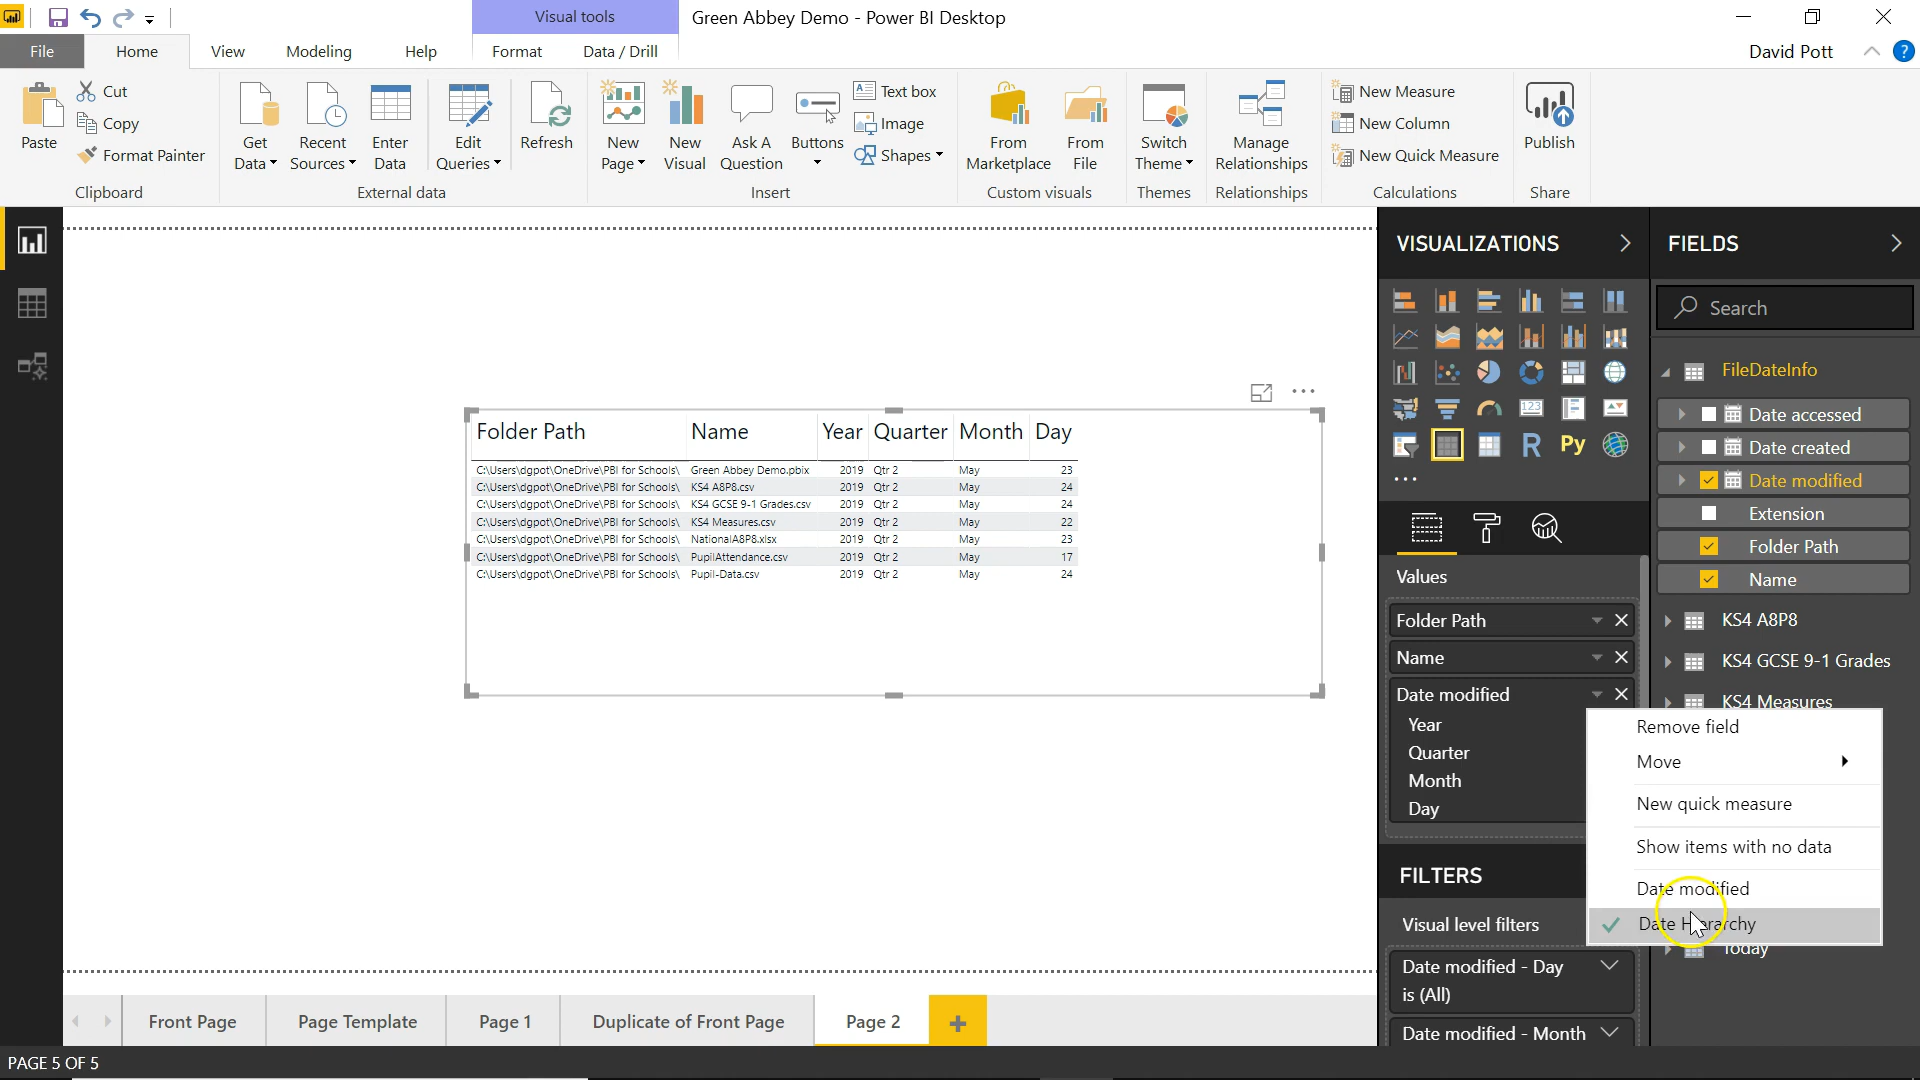 Visual tools
Green Abbey Demo - Power BI Desktop
File
Home
View
Modeling
Help
Format
Data / Drill
David Pott
?
Paste
Cut
Copy
Format Painter
Clipboard
Get Data
Recent Sources
Enter Data
Edit Queries
External data
Refresh
New Page
New Visual
Ask A Question
Buttons
Text box
Image
Shapes
Insert
From Marketplace
From File
Custom visuals
Switch Theme
Themes
Manage Relationships
Relationships
New Measure
New Column
New Quick Measure
Calculations
Publish
Share
Folder Path Name Year Quarter Month Day
C:\Users\dgpot\OneDrive\PBI for Schools\ Green Abbey Demo.pbix 2019 Qtr 2 May 23
C:\Users\dgpot\OneDrive\PBI for Schools\ KS4 A8P8.csv 2019 Qtr 2 May 24
C:\Users\dgpot\OneDrive\PBI for Schools\ KS4 GCSE 9-1 Grades.csv 2019 Qtr 2 May 24
C:\Users\dgpot\OneDrive\PBI for Schools\ KS4 Measures.csv 2019 Qtr 2 May 22
C:\Users\dgpot\OneDrive\PBI for Schools\ NationalA8P8.xlsx 2019 Qtr 2 May 23
C:\Users\dgpot\OneDrive\PBI for Schools\ PupilAttendance.csv 2019 Qtr 2 May 17
C:\Users\dgpot\OneDrive\PBI for Schools\ Pupil-Data.csv 2019 Qtr 2 May 24
VISUALIZATIONS
123
R
Py
Values
Folder Path
Name
Date modified
Year
Quarter
Month
Day
FILTERS
Visual level filters
Date modified - Day
is (All)
Date modified - Month
FIELDS
Search
FileDateInfo
Date accessed
Date created
Date modified
Extension
Folder Path
Name
KS4 A8P8
KS4 GCSE 9-1 Grades
KS4 Measures
Remove field
Move
New quick measure
Show items with no data
Date modified
Date Hierarchy
Today
Front Page
Page Template
Page 1
Duplicate of Front Page
Page 2
+
PAGE 5 OF 5